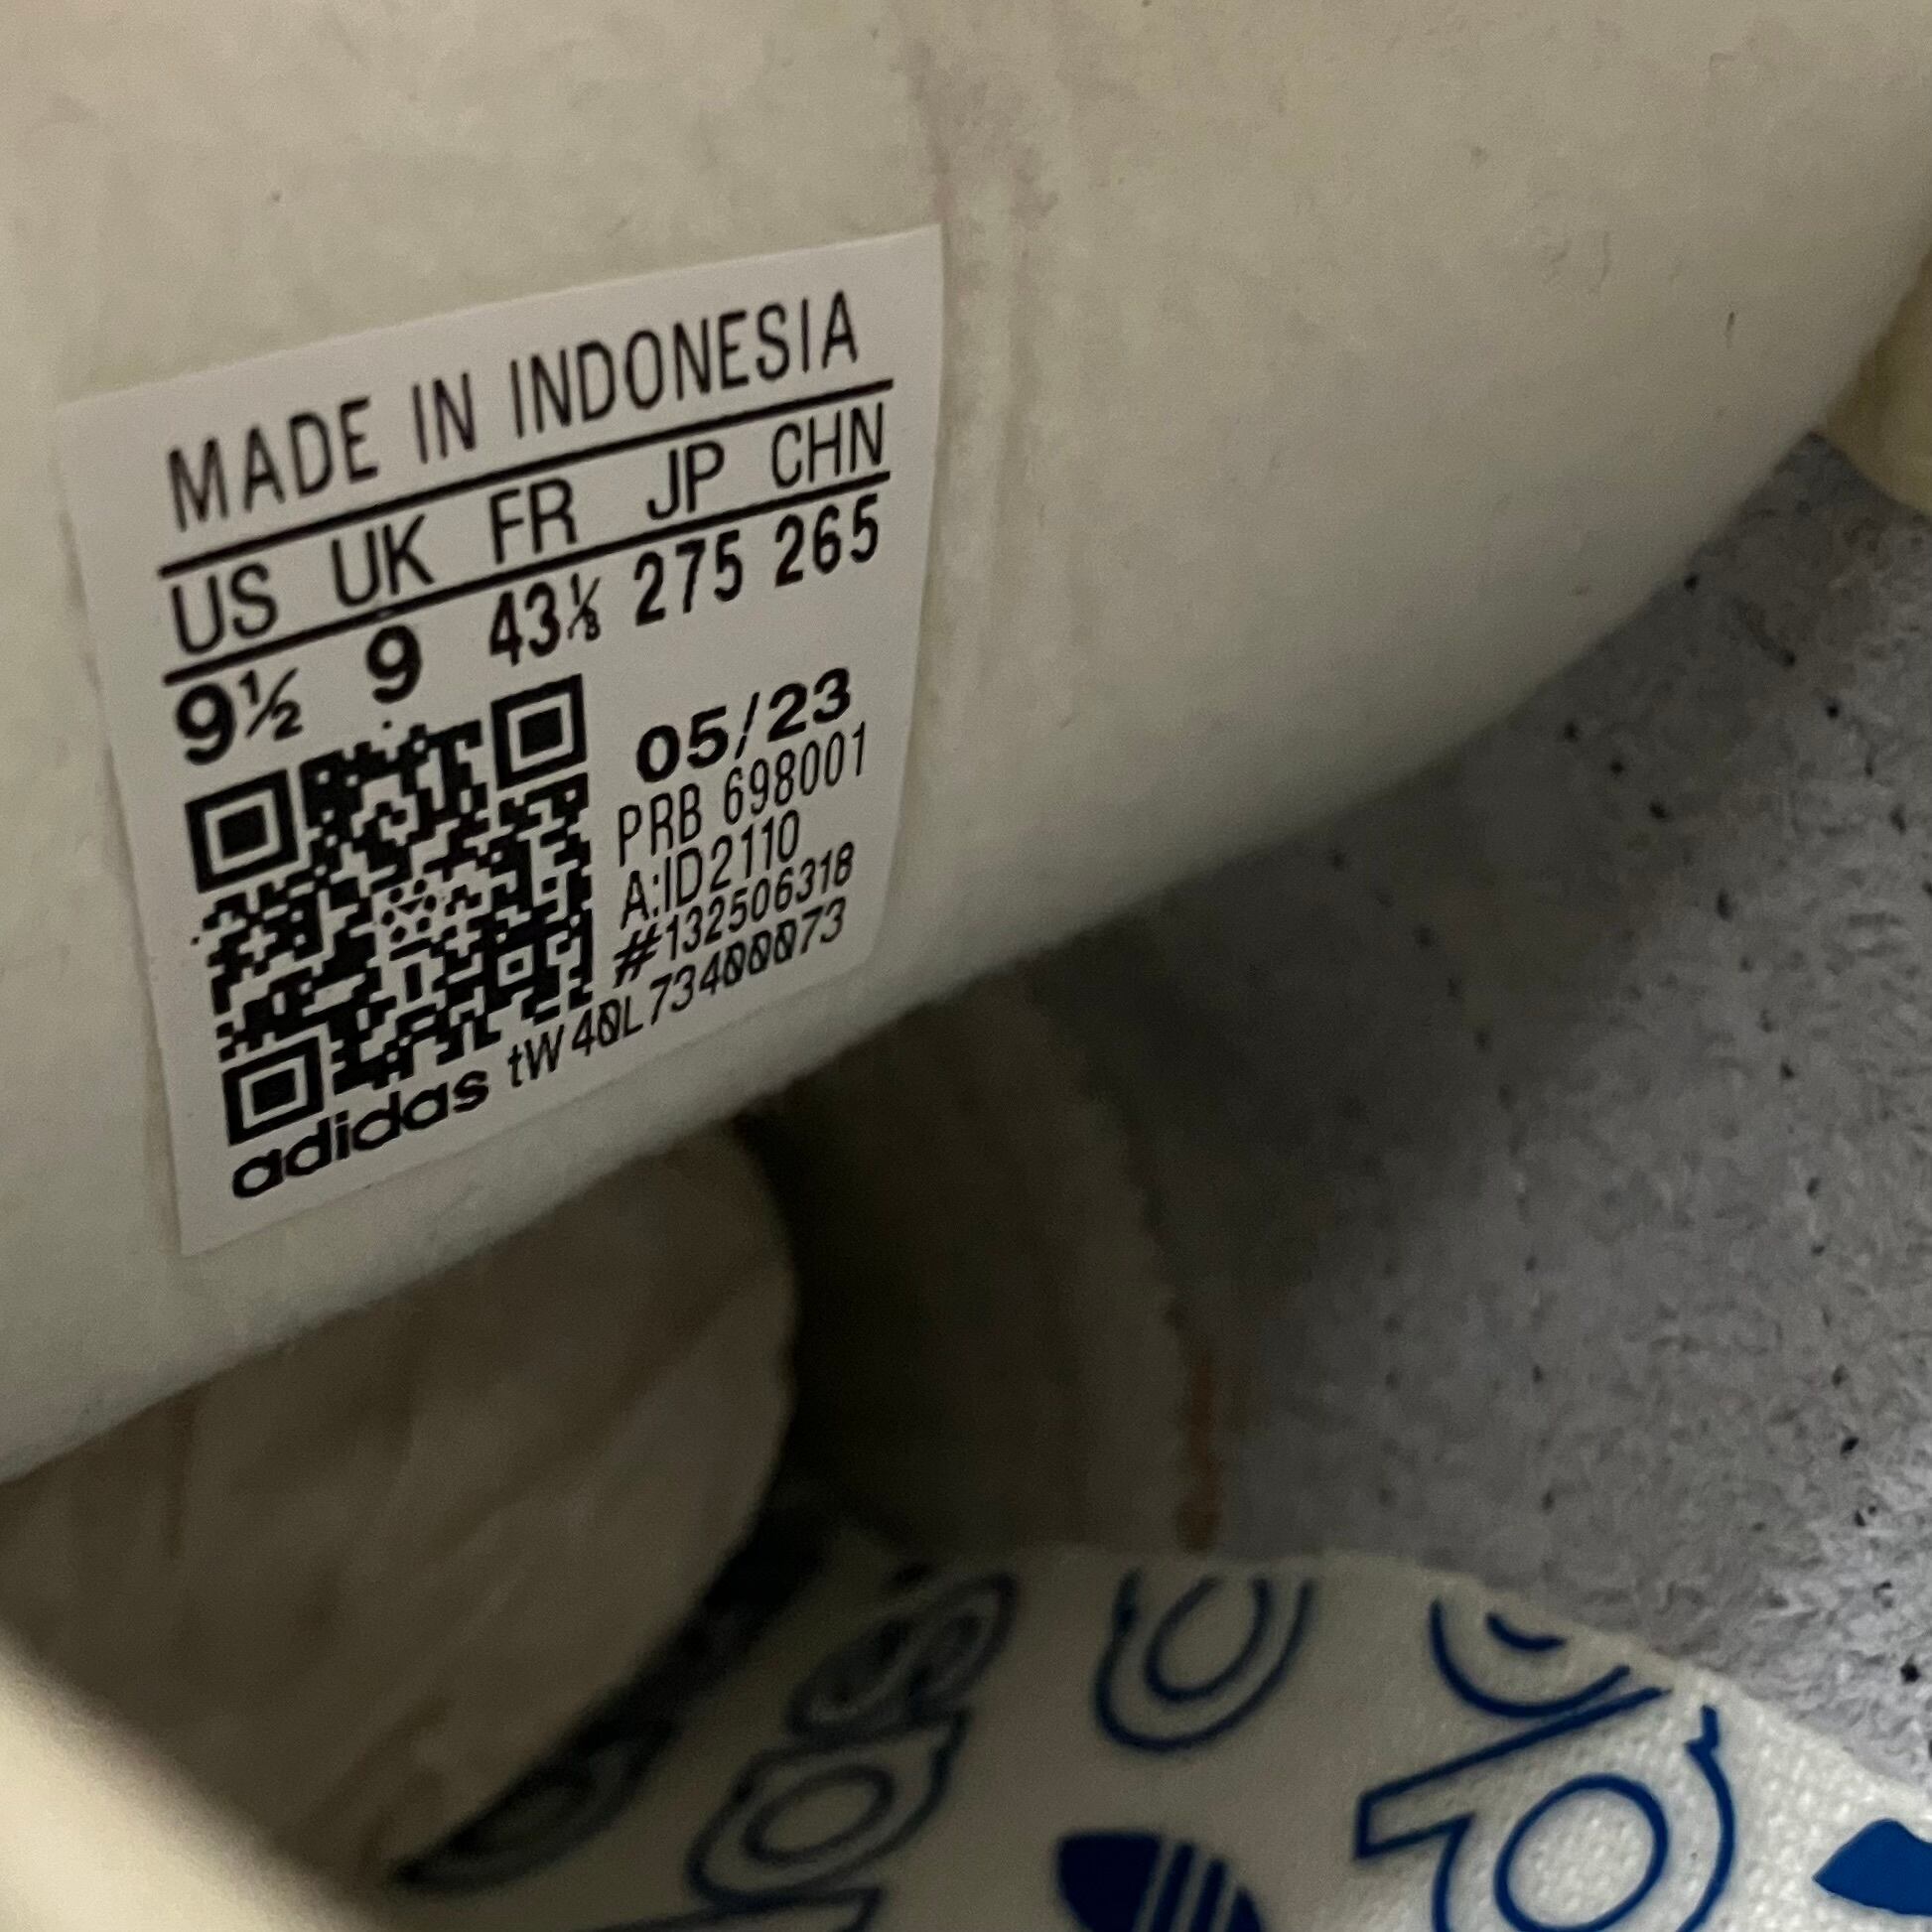 MADE IN INDONESIA
US UK FR JP CHN
9½ 9 43⅓ 275 265
05/23
PRB 698001
A:ID2110
#132506318
adidas tW40L73400073